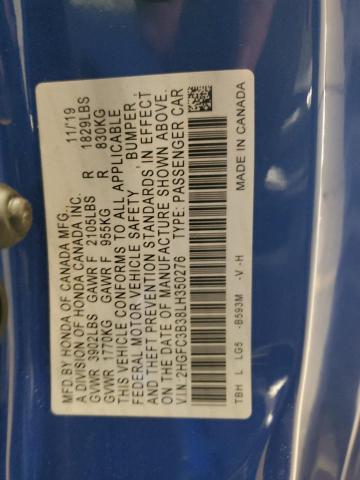 MFD BY HONDA OF CANADA MFG., 11/19
A DIVISION OF HONDA CANADA INC.
GVWR 3902LBS GAWR F 2105LBS R 1829LBS
GVWR 1770KG GAWR F 955KG R 830KG
THIS VEHICLE CONFORMS TO ALL APPLICABLE
FEDERAL MOTOR VEHICLE SAFETY , BUMPER ,
AND THEFT PREVENTION STANDARDS IN EFFECT
ON THE DATE OF MANUFACTURE SHOWN ABOVE.
V.I.N: 2HGFC3B38LH350276 TYPE: PASSENGER CAR
TBH L LG5 -B593M -V -H MADE IN CANADA